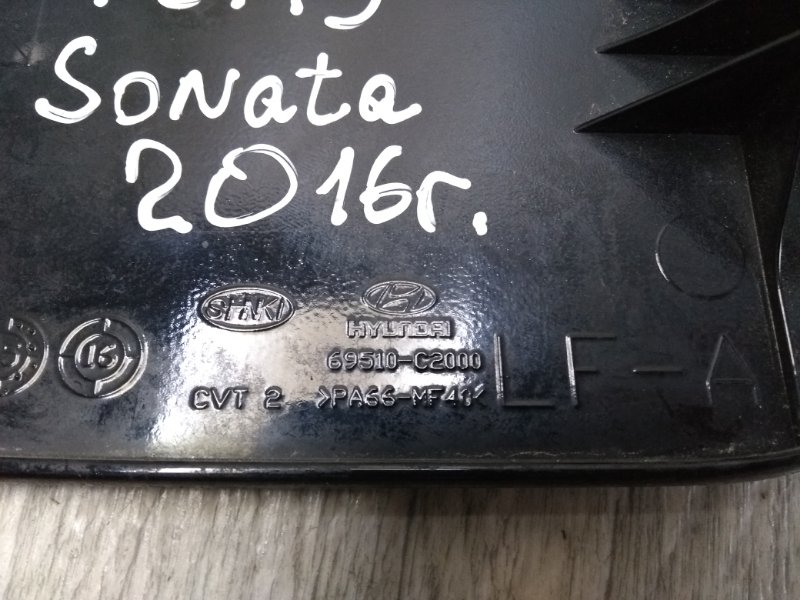 Sonata
2016г.
SHKI
HYUNDAI
16
69510-C2000
CVT 2 >PA66-MF41<
LF-A